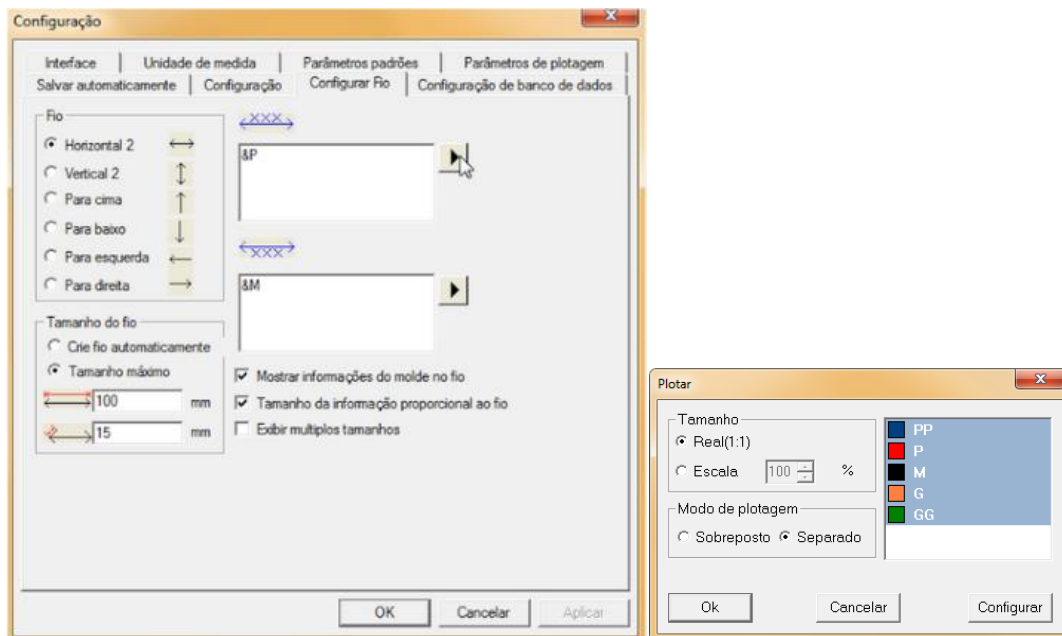 Configuração
Interface Unidade de medida Parâmetros padrões Parâmetros de plotagem
Salvar automaticamente Configuração Configurar Fio Configuração de banco de dados
Fio
Horizontal 2
Vertical 2
Para cima
Para baixo
Para esquerda
Para direita
XXX
&P
XXX
&M
Tamanho do fio
Crie fio automaticamente
Tamanho máximo
100 mm
15 mm
Mostrar informações do molde no fio
Tamanho da informação proporcional ao fio
Exibir multiplos tamanhos
OK Cancelar Aplicar
Plotar
Tamanho
Real(1:1)
Escala 100 %
Modo de plotagem
Sobreposto Separado
PP
P
M
G
GG
Ok Cancelar Configurar